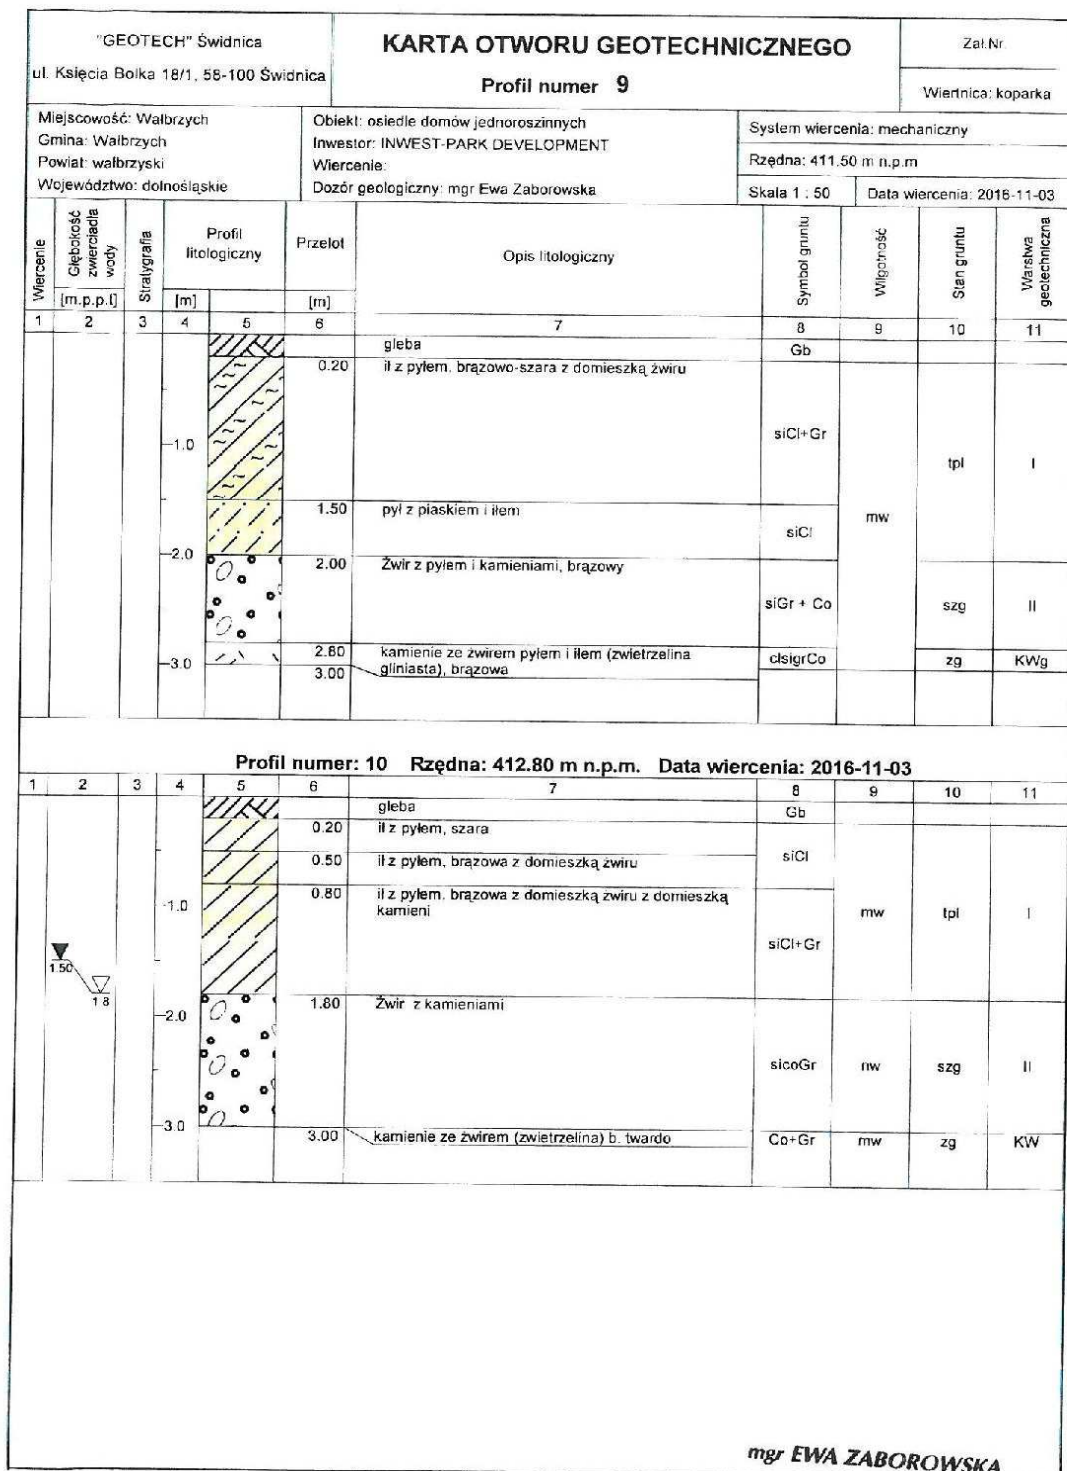 "GEOTECH" Świdnica
ul. Księcia Bolka 18/1, 58-100 Świdnica
KARTA OTWORU GEOTECHNICZNEGO
Profil numer 9
Zał.Nr.
Wiertnica: koparka
Miejscowość: Wałbrzych
Gmina: Wałbrzych
Powiat: wałbrzyski
Województwo: dolnośląskie
Obiekt: osiedle domów jednoroszinnych
Inwestor: INWEST-PARK DEVELOPMENT
Wiercenie:
Dozór geologiczny: mgr Ewa Zaborowska
System wiercenia: mechaniczny
Rzędna: 411.50 m n.p.m
Skala 1 : 50
Data wiercenia: 2016-11-03
Wiercenie
Głębokość zwierciadła wody
[m.p.p.t]
Stratygrafia
Profil litologiczny
[m]
Przelot
[m]
Opis litologiczny
Symbol gruntu
Wilgotność
Stan gruntu
Warstwa geotechniczna
1 2 3 4 5 6 7 8 9 10 11
gleba Gb
0.20 ił z pyłem, brązowo-szara z domieszką żwiru
siCl+Gr
1.0
tpl I
1.50 pył z piaskiem i iłem
mw
siCl
2.0
2.00 Żwir z pyłem i kamieniami, brązowy
siGr + Co szg II
2.80 kamienie ze żwirem pyłem i iłem (zwietrzelina
gliniasta), brązowa
clsigrCo zg KWg
3.0
3.00
Profil numer: 10 Rzędna: 412.80 m n.p.m. Data wiercenia: 2016-11-03
1 2 3 4 5 6 7 8 9 10 11
gleba Gb
0.20 ił z pyłem, szara
siCl
0.50 ił z pyłem, brązowa z domieszką żwiru
0.80 ił z pyłem, brązowa z domieszką żwiru z domieszką
kamieni
1.0
mw tpl I
siCl+Gr
1.50
1.8
1.80 Żwir z kamieniami
2.0
sicoGr nw szg II
3.0
3.00 kamienie ze żwirem (zwietrzelina) b. twardo Co+Gr mw zg KW
mgr EWA ZABOROWSKA